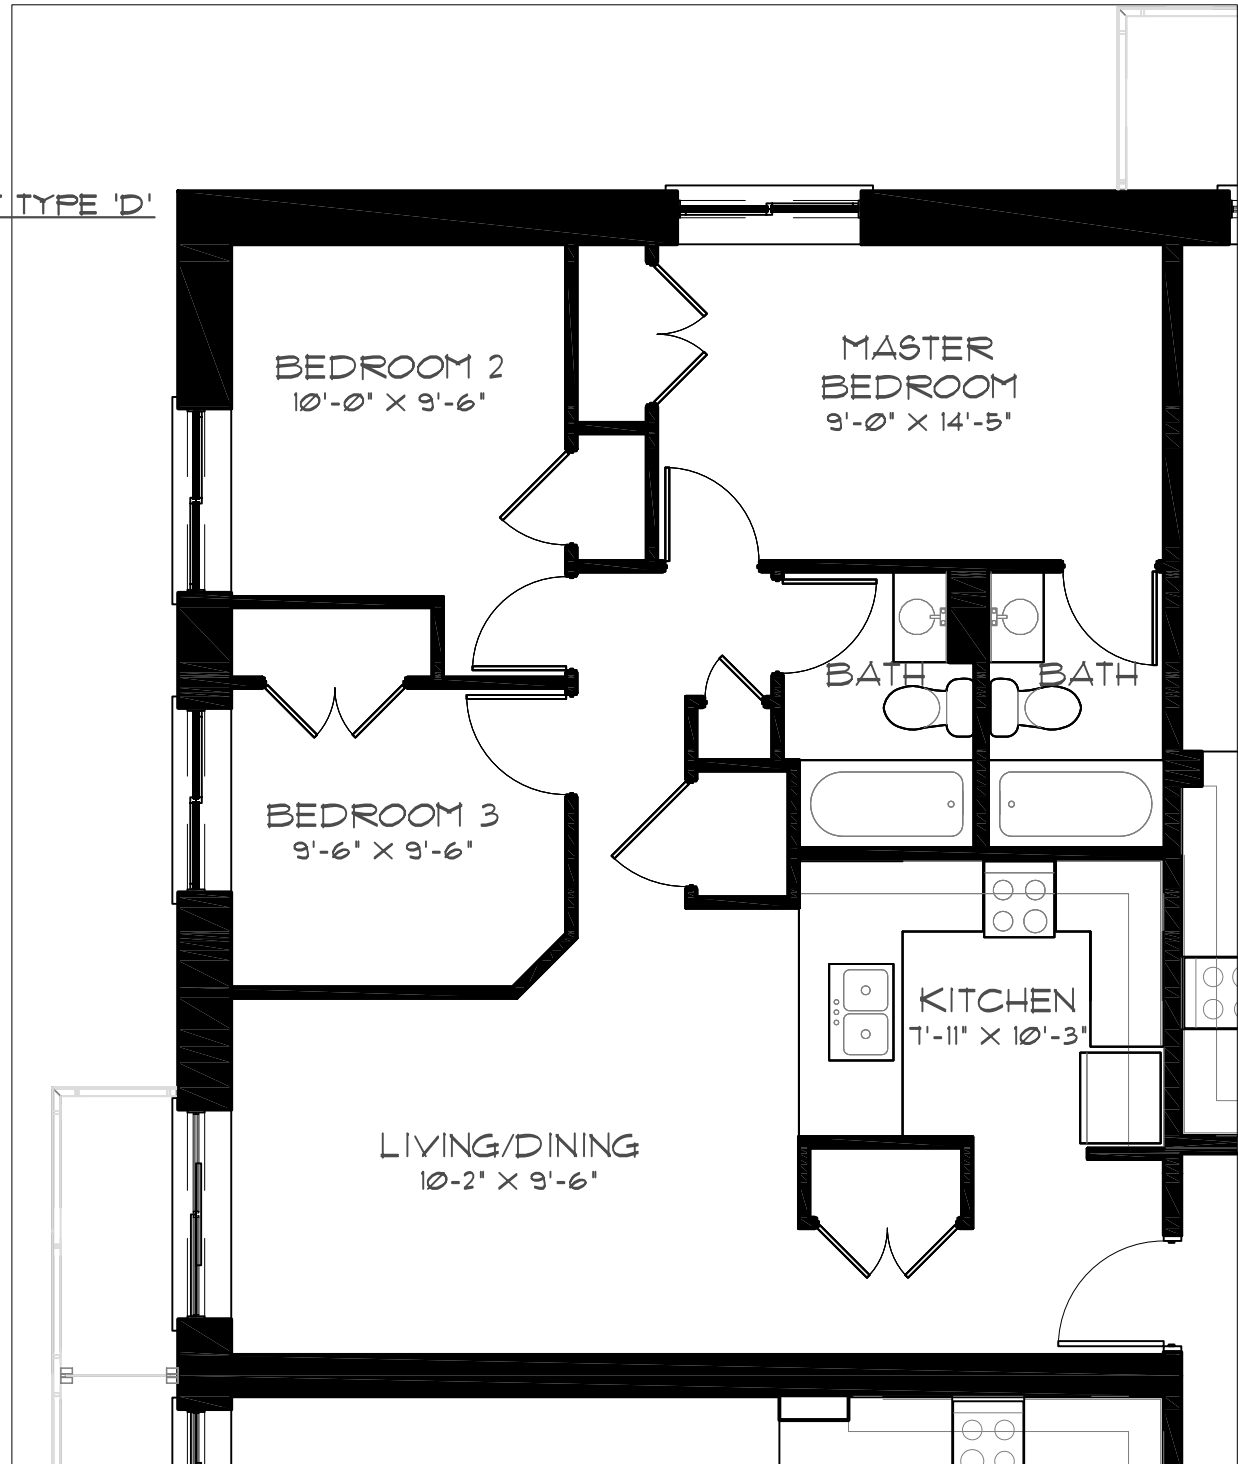 TYPE 'D'
MASTER
BEDROOM
9'-0" X 14'-5"
BEDROOM 2
10'-0" X 9'-6"
BATH
BATH
BEDROOM 3
9'-6" X 9'-6"
KITCHEN
7'-11" X 10'-3"
LIVING/DINING
10-2" X 9'-6"